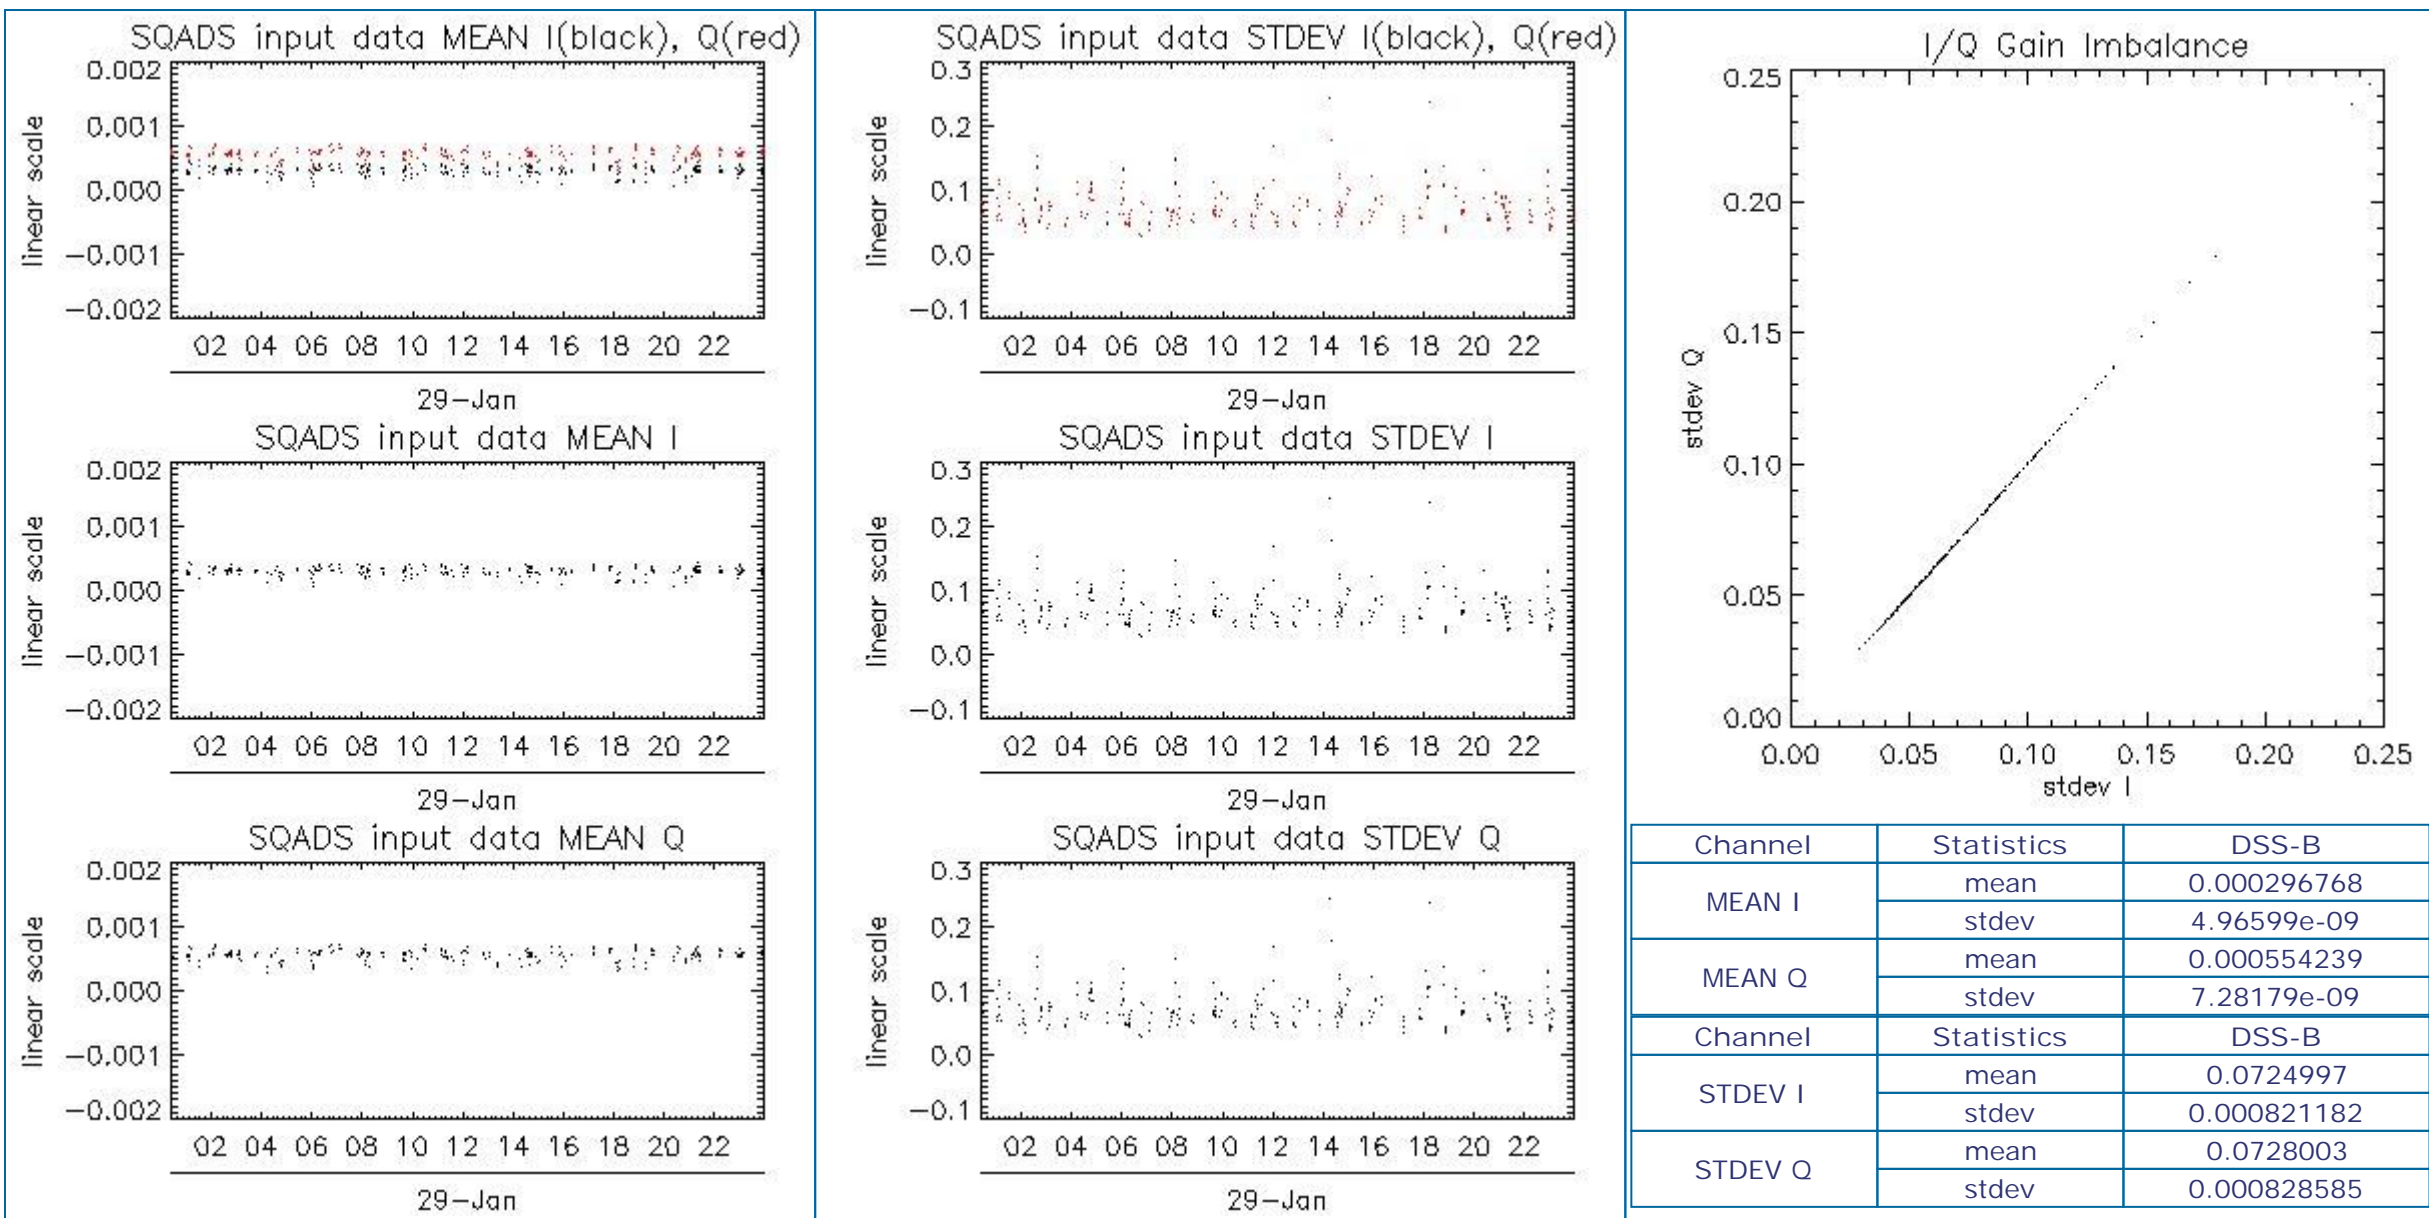 SQADS input data MEAN I(black), Q(red)
0.002
0.001
0.000
-0.001
-0.002
linear scale
02 04 06 08 10 12 14 16 18 20 22
29-Jan
SQADS input data MEAN I
0.002
0.001
0.000
-0.001
-0.002
linear scale
02 04 06 08 10 12 14 16 18 20 22
29-Jan
SQADS input data MEAN Q
0.002
0.001
0.000
-0.001
-0.002
linear scale
02 04 06 08 10 12 14 16 18 20 22
29-Jan
SQADS input data STDEV I(black), Q(red)
0.3
0.2
0.1
0.0
-0.1
linear scale
02 04 06 08 10 12 14 16 18 20 22
29-Jan
SQADS input data STDEV I
0.3
0.2
0.1
0.0
-0.1
linear scale
02 04 06 08 10 12 14 16 18 20 22
29-Jan
SQADS input data STDEV Q
0.3
0.2
0.1
0.0
-0.1
linear scale
02 04 06 08 10 12 14 16 18 20 22
29-Jan
I/Q Gain Imbalance
0.25
0.20
0.15
0.10
0.05
0.00
stdev Q
0.00 0.05 0.10 0.15 0.20 0.25
stdev I
Channel Statistics DSS-B
MEAN I mean 0.000296768
stdev 4.96599e-09
MEAN Q mean 0.000554239
stdev 7.28179e-09
Channel Statistics DSS-B
STDEV I mean 0.0724997
stdev 0.000821182
STDEV Q mean 0.0728003
stdev 0.000828585